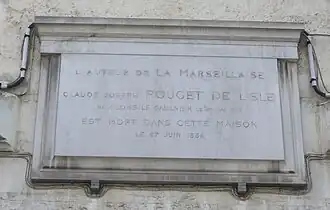 L'AUTEUR DE LA MARSEILLAISE
CLAUDE JOSEPH ROUGET DE LISLE
EST MORT DANS CETTE MAISON
LE 27 JUIN 1836